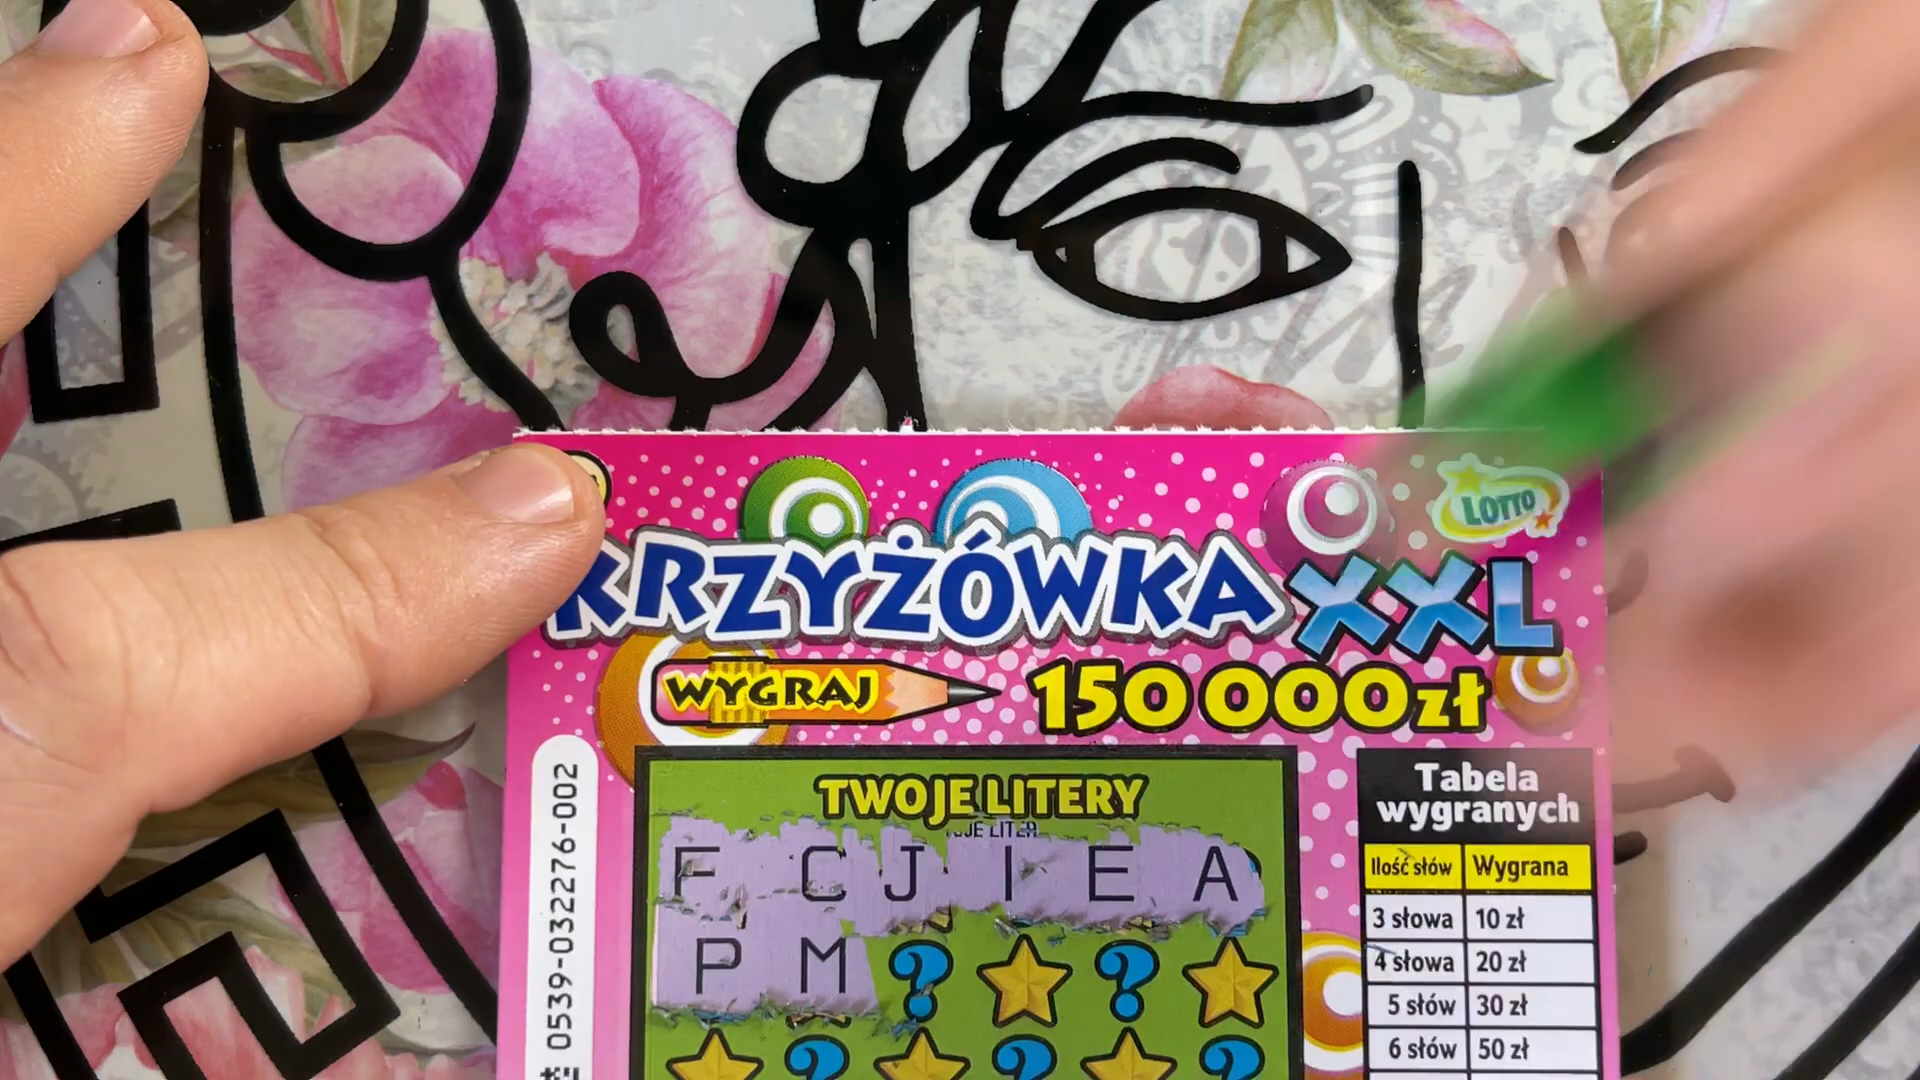 LOTTO
KRZYŻÓWKA XXL
WYGRAJ 150 000 zł
TWOJE LITERY
F C J I E A
P M
0539-032276-002
Tabela
wygranych
Ilość słów Wygrana
3 słowa 10 zł
4 słowa 20 zł
5 słów 30 zł
6 słów 50 zł